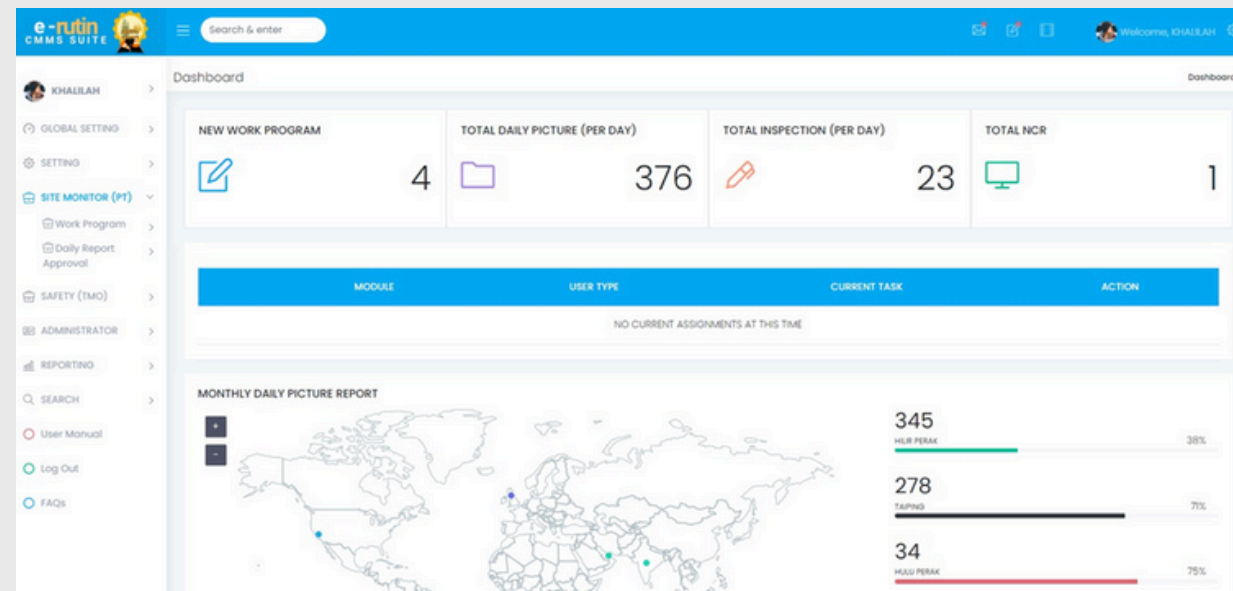 e-rutin
CMMS SUITE
Search & enter
Welcome, KHALILAH
KHALILAH
GLOBAL SETTING
SETTING
SITE MONITOR (PT)
Work Program
Daily Report
Approval
SAFETY (TMO)
ADMINISTRATOR
REPORTING
SEARCH
User Manual
Log Out
FAQs
Dashboard
Dashboard
NEW WORK PROGRAM
4
TOTAL DAILY PICTURE (PER DAY)
376
TOTAL INSPECTION (PER DAY)
23
TOTAL NCR
1
MODULE USER TYPE CURRENT TASK ACTION
NO CURRENT ASSIGNMENTS AT THIS TIME
MONTHLY DAILY PICTURE REPORT
+
-
345
HILIR PERAK 38%
278
TAIPING 71%
34
HULU PERAK 75%